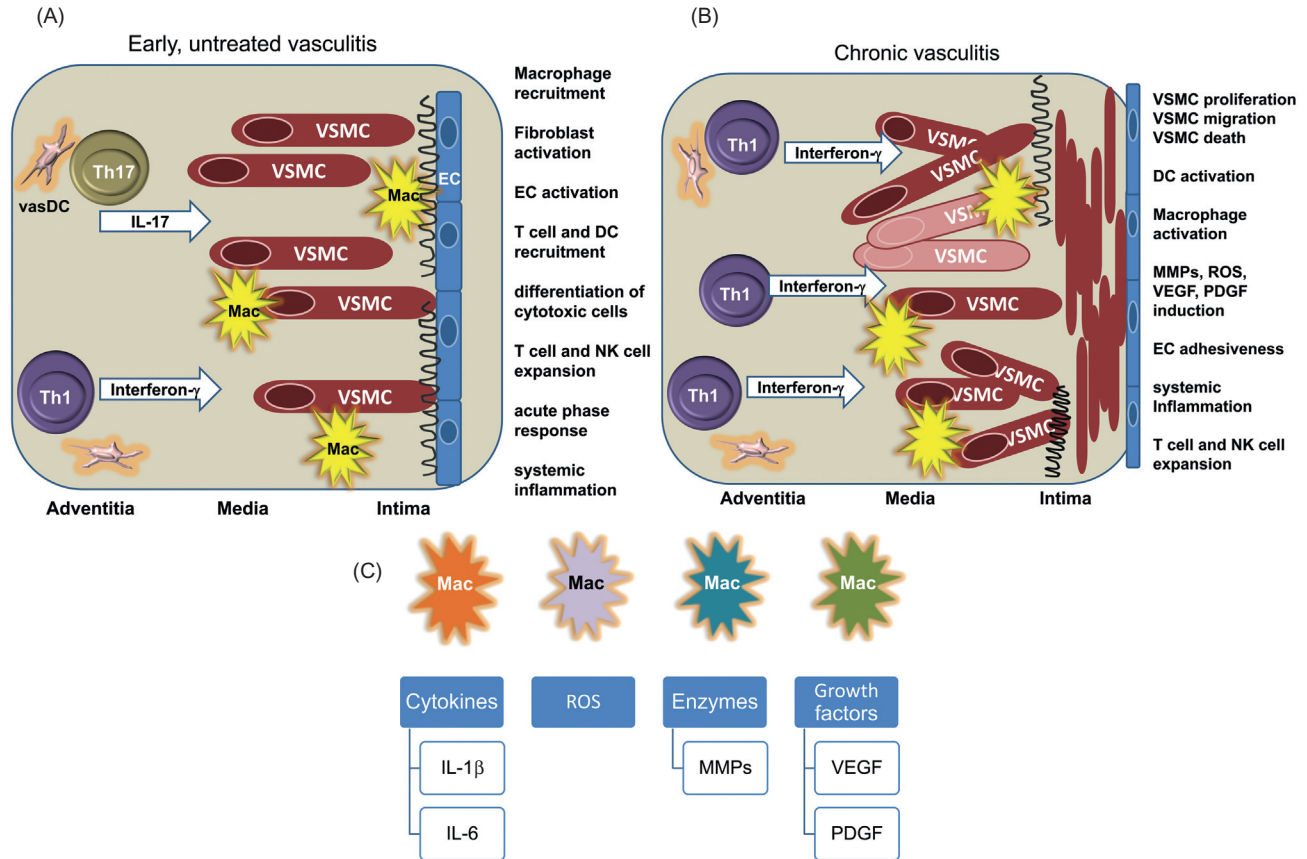 (A)
Early, untreated vasculitis
VSMC
VSMC
Th17
Mac
EC
vasDC
IL-17
VSMC
Mac
VSMC
Th1
Interferon-γ
VSMC
Mac
Adventitia
Media
Intima
Macrophage
recruitment
Fibroblast
activation
EC activation
T cell and DC
recruitment
differentiation of
cytotoxic cells
T cell and NK cell
expansion
acute phase
response
systemic
inflammation
(B)
Chronic vasculitis
Th1
Interferon-γ
VSMC
VSMC
VSMC
VSMC
Th1
Interferon-γ
VSMC
Th1
Interferon-γ
VSMC
VSMC
VSMC
Adventitia
Media
Intima
VSMC proliferation
VSMC migration
VSMC death
DC activation
Macrophage
activation
MMPs, ROS,
VEGF, PDGF
induction
EC adhesiveness
systemic
Inflammation
T cell and NK cell
expansion
(C)
Mac
Mac
Mac
Mac
Cytokines
IL-1β
IL-6
ROS
Enzymes
MMPs
Growth
factors
VEGF
PDGF